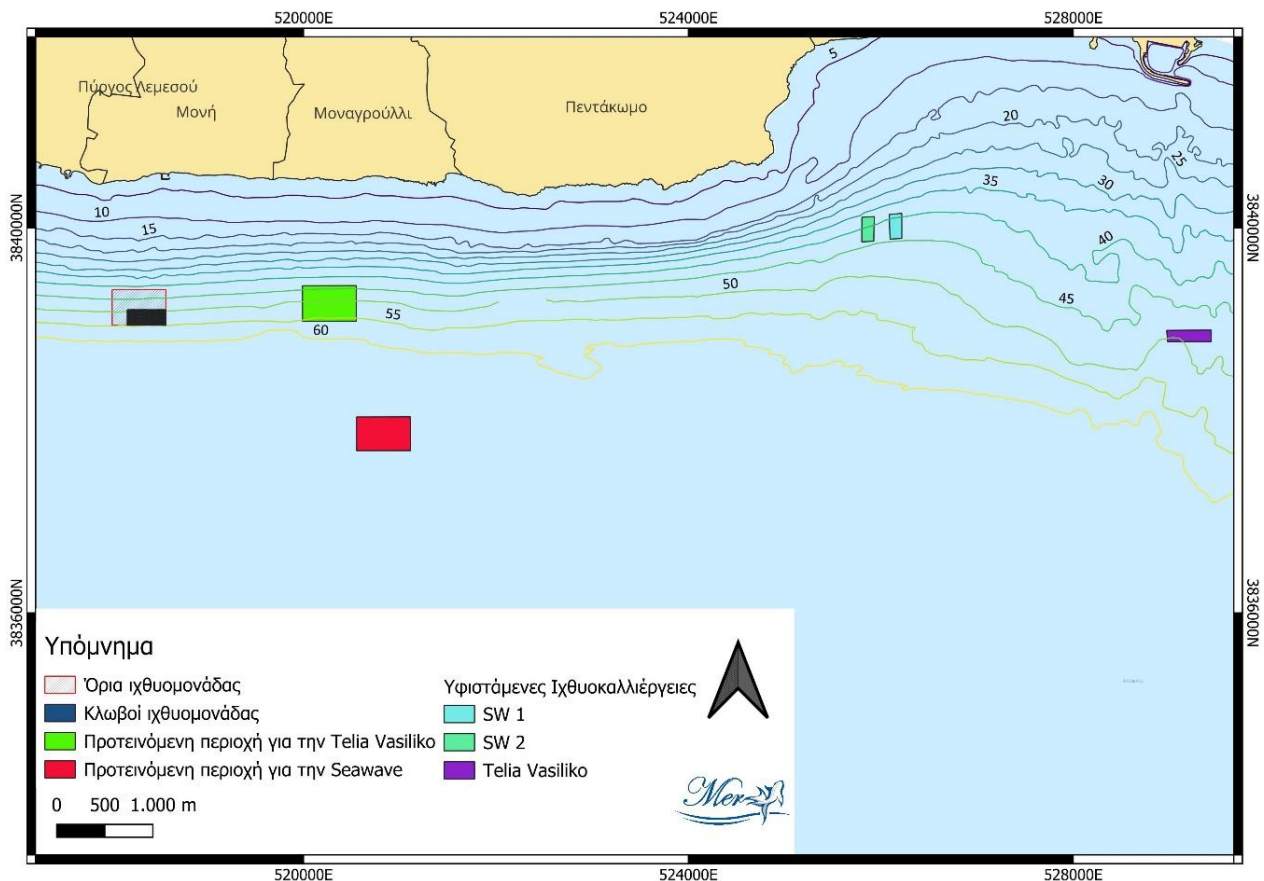 520000E
524000E
528000E
5
Πύργος Λεμεσού
Μονή
Μοναγρούλλι
Πεντάκωμο
20
25
30
35
10
15
40
45
50
55
60
3840000N
3840000N
3836000N
3836000N
Υπόμνημα
Όρια ιχθυομονάδας
Κλωβοί ιχθυομονάδας
Προτεινόμενη περιοχή για την Telia Vasiliko
Προτεινόμενη περιοχή για την Seawave
0 500 1.000 m
Υφιστάμενες Ιχθυοκαλλιέργειες
SW 1
SW 2
Telia Vasiliko
Mer
520000E
524000E
528000E